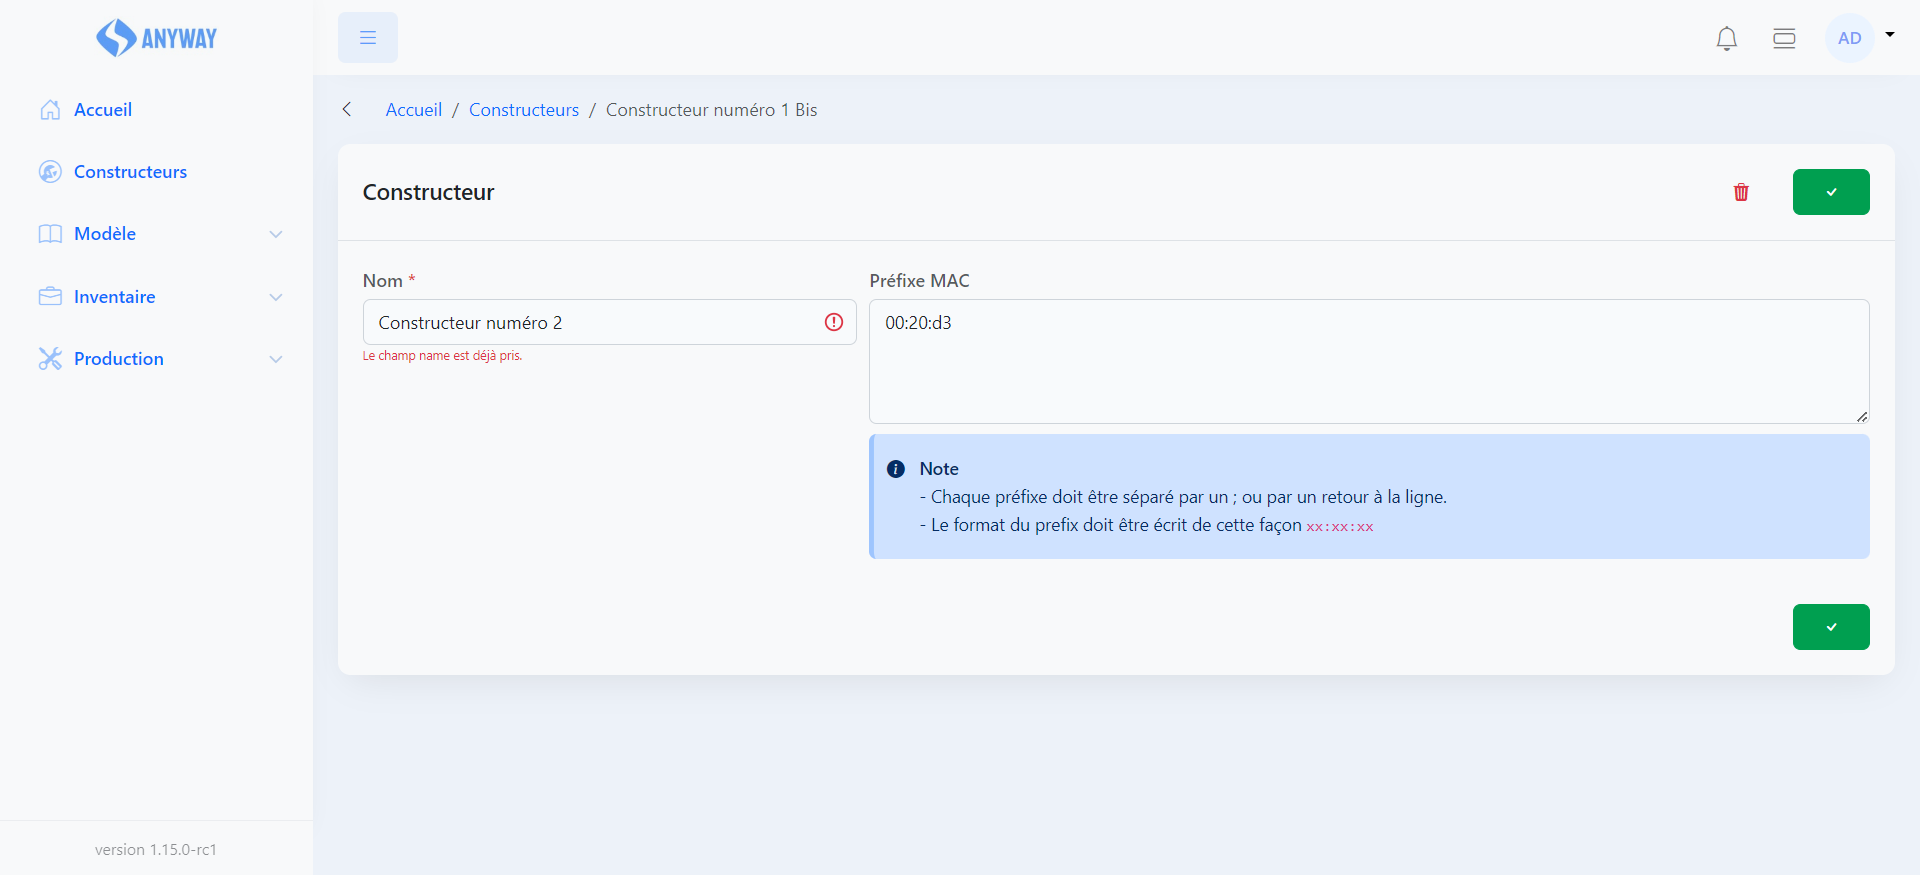 ANYWAY
AD
Accueil
Constructeurs
Modèle
Inventaire
Production
version 1.15.0-rc1
Accueil / Constructeurs / Constructeur numéro 1 Bis
Constructeur
Nom *
Constructeur numéro 2
Le champ name est déjà pris.
Préfixe MAC
00:20:d3
Note
- Chaque préfixe doit être séparé par un ; ou par un retour à la ligne.
- Le format du prefix doit être écrit de cette façon xx:xx:xx